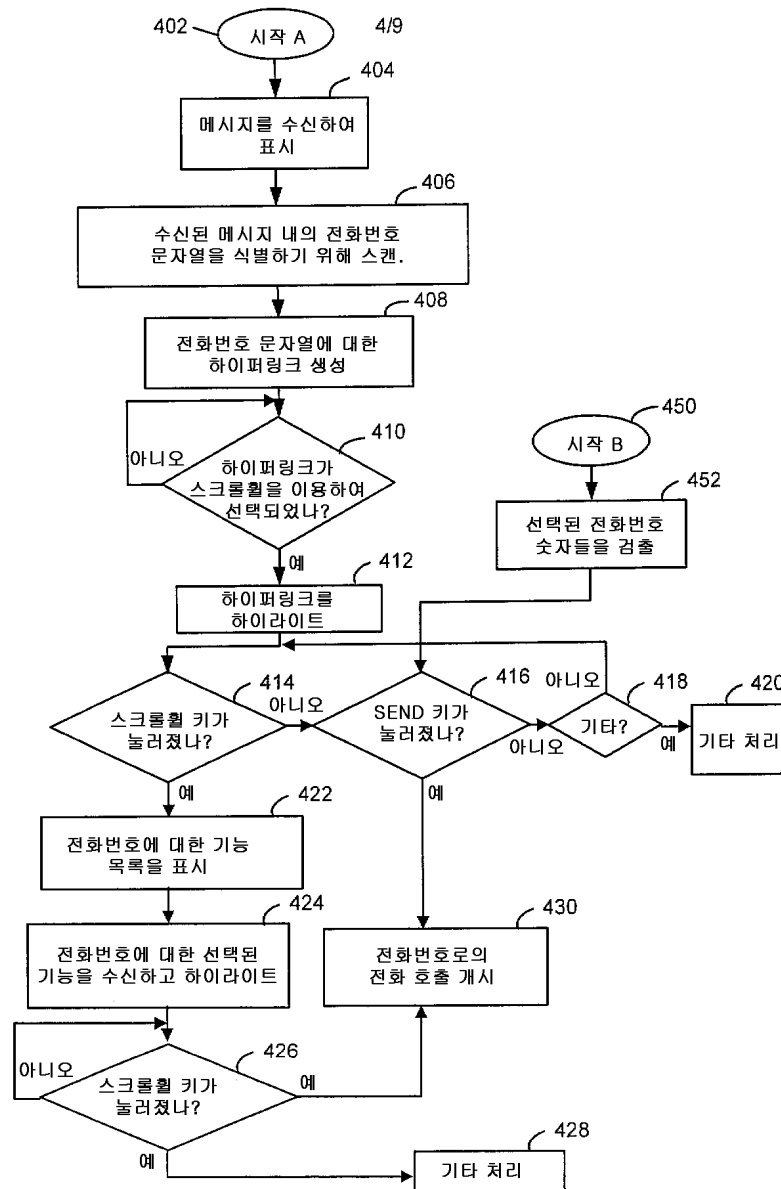 402
시작 A
4/9
404
메시지를 수신하여
표시
406
수신된 메시지 내의 전화번호
문자열을 식별하기 위해 스캔.
408
전화번호 문자열에 대한
하이퍼링크 생성
410
아니오
하이퍼링크가
스크롤휠을 이용하여
선택되었나?
예
450
시작 B
452
선택된 전화번호
숫자들을 검출
412
하이퍼링크를
하이라이트
414
스크롤휠 키가
눌러졌나?
아니오
예
416
SEND 키가
눌러졌나?
아니오
예
아니오
418
기타?
예
420
기타 처리
422
전화번호에 대한 기능
목록을 표시
424
전화번호에 대한 선택된
기능을 수신하고 하이라이트
430
전화번호로의
전화 호출 개시
426
아니오
스크롤휠 키가
눌러졌나?
예
예
428
기타 처리